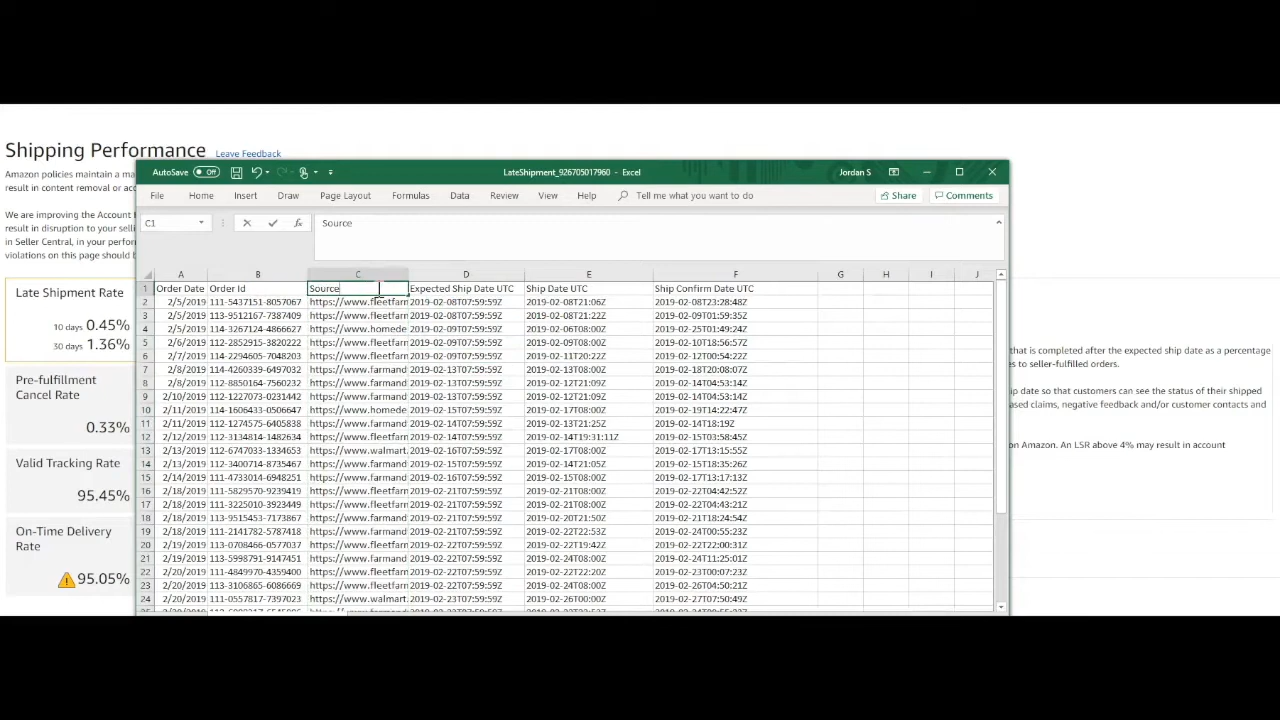 Shipping Performance Leave Feedback
Amazon policies maintain a ma
result in content removal or acc
We are improving the Account H
result in disruption to your selli
in Seller Central, in your perform
violations on this page should b
Late Shipment Rate
10 days 0.45%
30 days 1.36%
Pre-fulfillment
Cancel Rate
0.33%
Valid Tracking Rate
95.45%
On-Time Delivery
Rate
95.05%
AutoSave Off LateShipment_926705017960 - Excel Jordan S
File Home Insert Draw Page Layout Formulas Data Review View Help Tell me what you want to do Share Comments
C1 fx Source
A B C D E F G H I J
1 Order Date Order Id Source Expected Ship Date UTC Ship Date UTC Ship Confirm Date UTC
2 2/5/2019 111-5437151-8057067 https://www.fleetfarm 2019-02-08T07:59:59Z 2019-02-08T21:06Z 2019-02-08T23:28:48Z
3 2/5/2019 113-9512167-7387409 https://www.fleetfarm 2019-02-08T07:59:59Z 2019-02-08T21:22Z 2019-02-09T01:59:35Z
4 2/5/2019 114-3267124-4866627 https://www.homede 2019-02-09T07:59:59Z 2019-02-06T08:00Z 2019-02-25T01:49:24Z
5 2/6/2019 112-2852915-3820222 https://www.fleetfarm 2019-02-09T07:59:59Z 2019-02-09T08:00Z 2019-02-10T18:56:57Z
6 2/7/2019 114-2294605-7048203 https://www.fleetfarm 2019-02-09T07:59:59Z 2019-02-11T20:22Z 2019-02-12T00:54:22Z
7 2/8/2019 114-4260339-6497032 https://www.farmand 2019-02-13T07:59:59Z 2019-02-13T08:00Z 2019-02-18T20:08:07Z
8 2/8/2019 112-8850164-7560232 https://www.farmand 2019-02-13T07:59:59Z 2019-02-12T21:09Z 2019-02-14T04:53:14Z
9 2/10/2019 112-1227073-0431222 https://www.farmand 2019-02-13T07:59:59Z 2019-02-12T21:09Z 2019-02-14T04:53:14Z
10 2/11/2019 114-1606433-0506647 https://www.homede 2019-02-15T07:59:59Z 2019-02-17T08:00Z 2019-02-19T14:22:47Z
11 2/11/2019 112-1274575-6405838 https://www.farmand 2019-02-14T07:59:59Z 2019-02-14T21:25Z 2019-02-14T18:19Z
12 2/12/2019 112-3134814-1482634 https://www.farmand 2019-02-15T07:59:59Z 2019-02-14T19:31:11Z 2019-02-15T03:58:45Z
13 2/13/2019 112-6747033-1334653 https://www.walmart. 2019-02-16T07:59:59Z 2019-02-17T08:00Z 2019-02-17T13:15:55Z
14 2/13/2019 112-3400714-8735467 https://www.farmand 2019-02-15T07:59:59Z 2019-02-14T21:05Z 2019-02-15T18:35:26Z
15 2/14/2019 111-4733014-6948251 https://www.farmand 2019-02-16T07:59:59Z 2019-02-15T08:00Z 2019-02-17T13:17:13Z
16 2/18/2019 111-5829570-9239419 https://www.fleetfarm 2019-02-21T07:59:59Z 2019-02-21T08:00Z 2019-02-22T04:42:52Z
17 2/18/2019 111-3225010-3923449 https://www.fleetfarm 2019-02-21T07:59:59Z 2019-02-21T08:00Z 2019-02-22T04:43:21Z
18 2/18/2019 113-9515453-7173867 https://www.farmand 2019-02-21T07:59:59Z 2019-02-20T21:50Z 2019-02-21T18:24:54Z
19 2/18/2019 111-2141782-5787418 https://www.farmand 2019-02-21T07:59:59Z 2019-02-22T22:53Z 2019-02-24T00:55:23Z
20 2/19/2019 113-0708466-0577037 https://www.fleetfarm 2019-02-22T07:59:59Z 2019-02-22T19:42Z 2019-02-22T22:00:31Z
21 2/19/2019 113-5998791-9147451 https://www.farmand 2019-02-22T07:59:59Z 2019-02-24T08:00Z 2019-02-24T11:25:01Z
22 2/20/2019 111-4849970-4359400 https://www.farmand 2019-02-22T07:59:59Z 2019-02-22T22:20Z 2019-02-23T00:07:23Z
23 2/20/2019 113-3106865-6086669 https://www.fleetfarm 2019-02-22T07:59:59Z 2019-02-24T08:00Z 2019-02-26T04:50:21Z
24 2/20/2019 111-0557817-7397023 https://www.walmart. 2019-02-22T07:59:59Z 2019-02-26T00:00Z 2019-02-27T07:50:49Z
that is completed after the expected ship date as a percentage
es to seller-fulfilled orders.
ip date so that customers can see the status of their shipped
ased claims, negative feedback and/or customer contacts and
on Amazon. An LSR above 4% may result in account